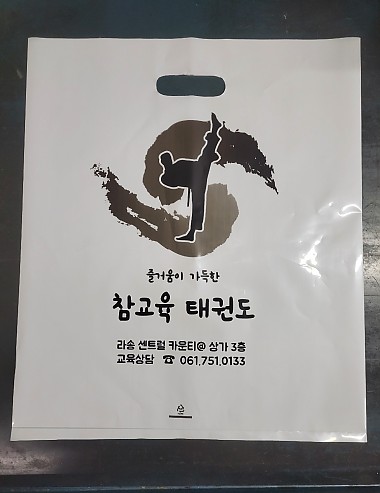 즐거움이 가득한
참교육 태권도
라송 센트럴 카운티@ 상가 3층
교육상담 ☎ 061.751.0133